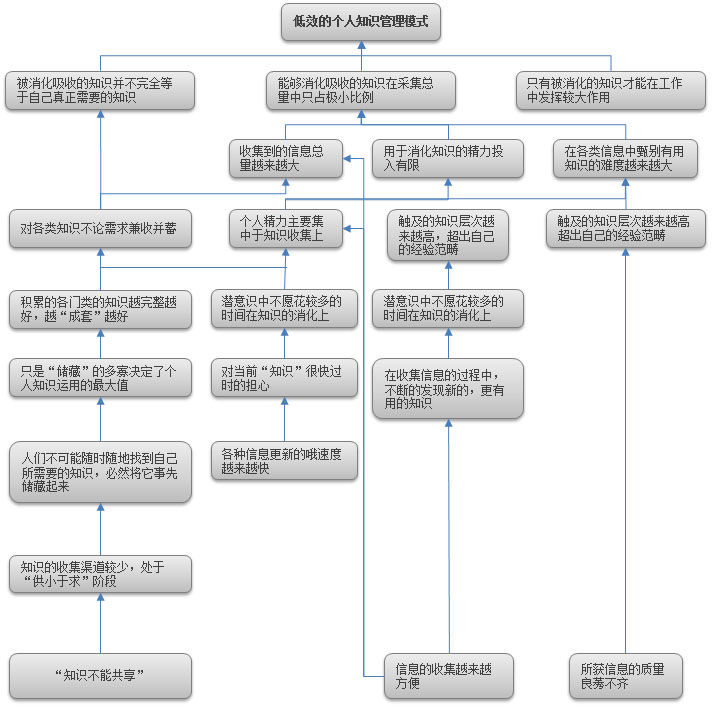 低效的个人知识管理模式
被消化吸收的知识并不完全等
于自己真正需要的知识
能够消化吸收的知识在采集总
量中只占极小比例
只有被消化的知识才能在工作
中发挥较大作用
收集到的信息总
量越来越大
用于消化知识的精力投
入有限
在各类信息中甄别有用
知识的难度越来越大
对各类知识不论需求兼收并蓄
个人精力主要集
中于知识收集上
触及的知识层次越
来越高，超出自己
的经验范畴
触及的知识层次越来越高
超出自己的经验范畴
积累的各门类的知识越完整越
好，越“成套”越好
潜意识中不愿花较多的
时间在知识的消化上
潜意识中不愿花较多的
时间在知识的消化上
只是“储藏”的多寡决定了个
人知识运用的最大值
对当前“知识”很快过
时的担心
在收集信息的过程中，
不断的发现新的，更有
用的知识
人们不可能随时随地找到自己
所需要的知识，必然将它事先
储藏起来
各种信息更新的哦速度
越来越快
知识的收集渠道较少，处于
“供小于求”阶段
“知识不能共享”
信息的收集越来越
方便
所获信息的质量
良莠不齐